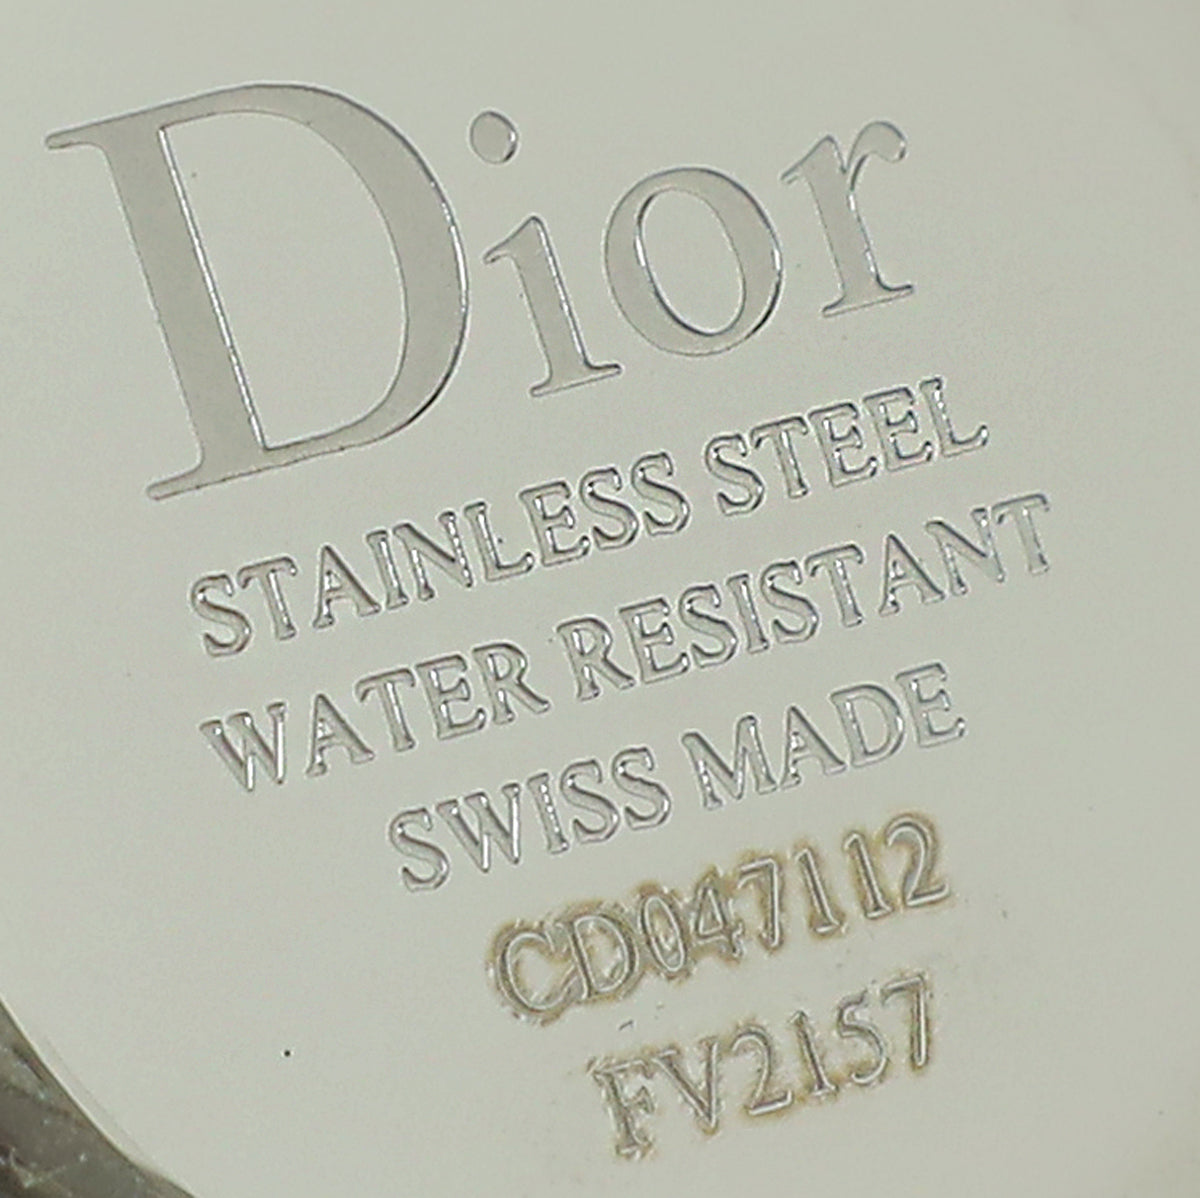 Dior
STAINLESS STEEL
WATER RESISTANT
SWISS MADE
CD047112
FV2157